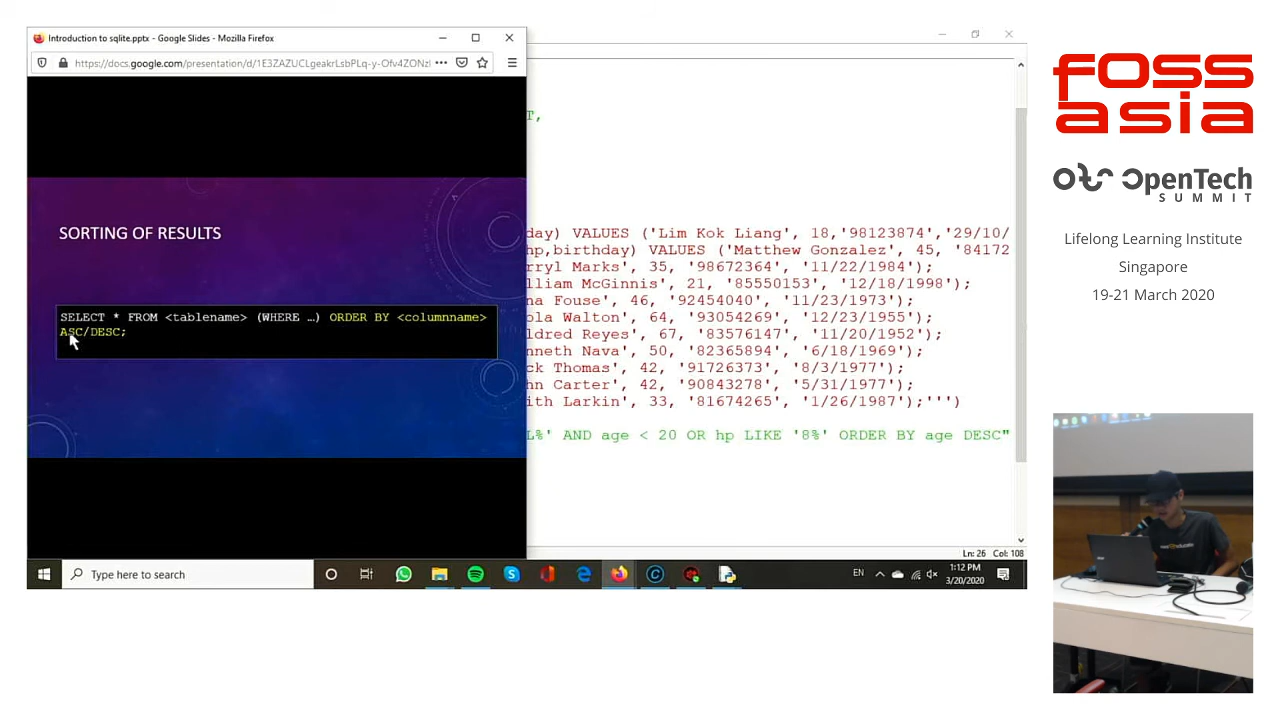 Introduction to sqlite.pptx - Google Slides - Mozilla Firefox
https://docs.google.com/presentation/d/1E3ZAZUCLgeakrLsbPLq-y-Ofv4ZONzl
SORTING OF RESULTS
SELECT * FROM <tablename> (WHERE …) ORDER BY <columnname>
ASC/DESC;
T,
day) VALUES ('Lim Kok Liang', 18,'98123874','29/10/
hp,birthday) VALUES ('Matthew Gonzalez', 45, '84172
rryl Marks', 35, '98672364', '11/22/1984');
lliam McGinnis', 21, '85550153', '12/18/1998');
na Fouse', 46, '92454040', '11/23/1973');
ola Walton', 64, '93054269', '12/23/1955');
ldred Reyes', 67, '83576147', '11/20/1952');
nneth Nava', 50, '82365894', '6/18/1969');
ck Thomas', 42, '91726373', '8/3/1977');
hn Carter', 42, '90843278', '5/31/1977');
ith Larkin', 33, '81674265', '1/26/1987');''')
L%' AND age < 20 OR hp LIKE '8%' ORDER BY age DESC"
Ln: 26 Col: 108
Type here to search
EN
1:12 PM
3/20/2020
FOSS
asia
OpenTech
SUMMIT
Lifelong Learning Institute
Singapore
19-21 March 2020